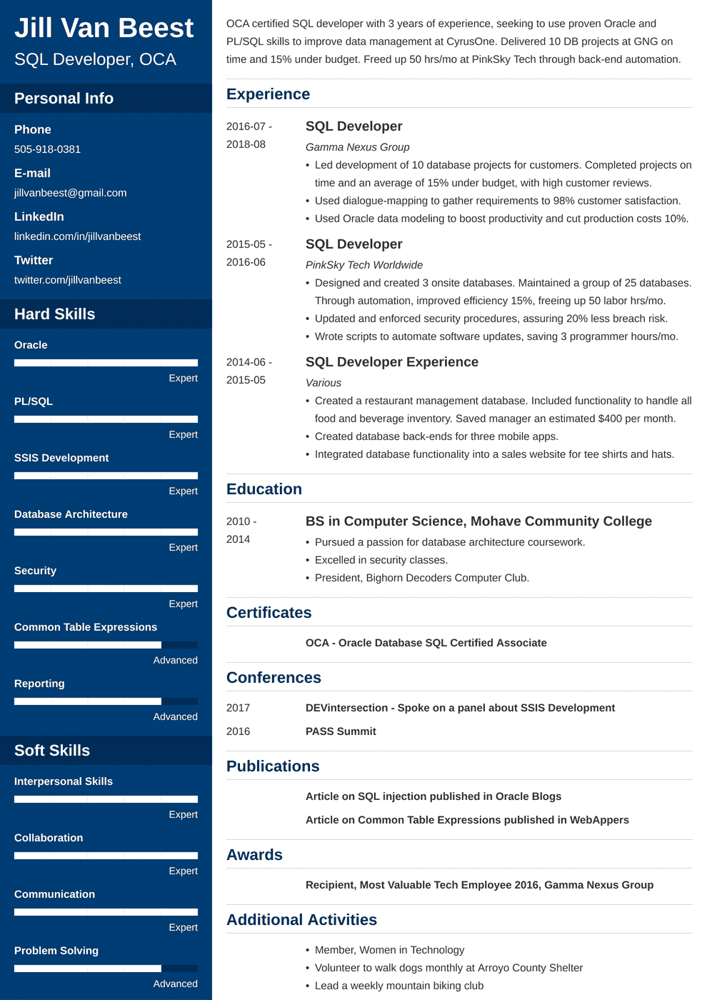 Jill Van Beest
SQL Developer, OCA
Personal Info
Phone
505-918-0381
E-mail
jillvanbeest@gmail.com
LinkedIn
linkedin.com/in/jillvanbeest
Twitter
twitter.com/jillvanbeest
Hard Skills
Oracle
Expert
PL/SQL
Expert
SSIS Development
Expert
Database Architecture
Expert
Security
Expert
Common Table Expressions
Advanced
Reporting
Advanced
Soft Skills
Interpersonal Skills
Expert
Collaboration
Expert
Communication
Expert
Problem Solving
Advanced
OCA certified SQL developer with 3 years of experience, seeking to use proven Oracle and
PL/SQL skills to improve data management at CyrusOne. Delivered 10 DB projects at GNG on
time and 15% under budget. Freed up 50 hrs/mo at PinkSky Tech through back-end automation.
Experience
2016-07 -
2018-08
SQL Developer
Gamma Nexus Group
• Led development of 10 database projects for customers. Completed projects on
time and an average of 15% under budget, with high customer reviews.
• Used dialogue-mapping to gather requirements to 98% customer satisfaction.
• Used Oracle data modeling to boost productivity and cut production costs 10%.
2015-05 -
2016-06
SQL Developer
PinkSky Tech Worldwide
• Designed and created 3 onsite databases. Maintained a group of 25 databases.
Through automation, improved efficiency 15%, freeing up 50 labor hrs/mo.
• Updated and enforced security procedures, assuring 20% less breach risk.
• Wrote scripts to automate software updates, saving 3 programmer hours/mo.
2014-06 -
2015-05
SQL Developer Experience
Various
• Created a restaurant management database. Included functionality to handle all
food and beverage inventory. Saved manager an estimated $400 per month.
• Created database back-ends for three mobile apps.
• Integrated database functionality into a sales website for tee shirts and hats.
Education
2010 -
2014
BS in Computer Science, Mohave Community College
• Pursued a passion for database architecture coursework.
• Excelled in security classes.
• President, Bighorn Decoders Computer Club.
Certificates
OCA - Oracle Database SQL Certified Associate
Conferences
2017 DEVintersection - Spoke on a panel about SSIS Development
2016 PASS Summit
Publications
Article on SQL injection published in Oracle Blogs
Article on Common Table Expressions published in WebAppers
Awards
Recipient, Most Valuable Tech Employee 2016, Gamma Nexus Group
Additional Activities
• Member, Women in Technology
• Volunteer to walk dogs monthly at Arroyo County Shelter
• Lead a weekly mountain biking club